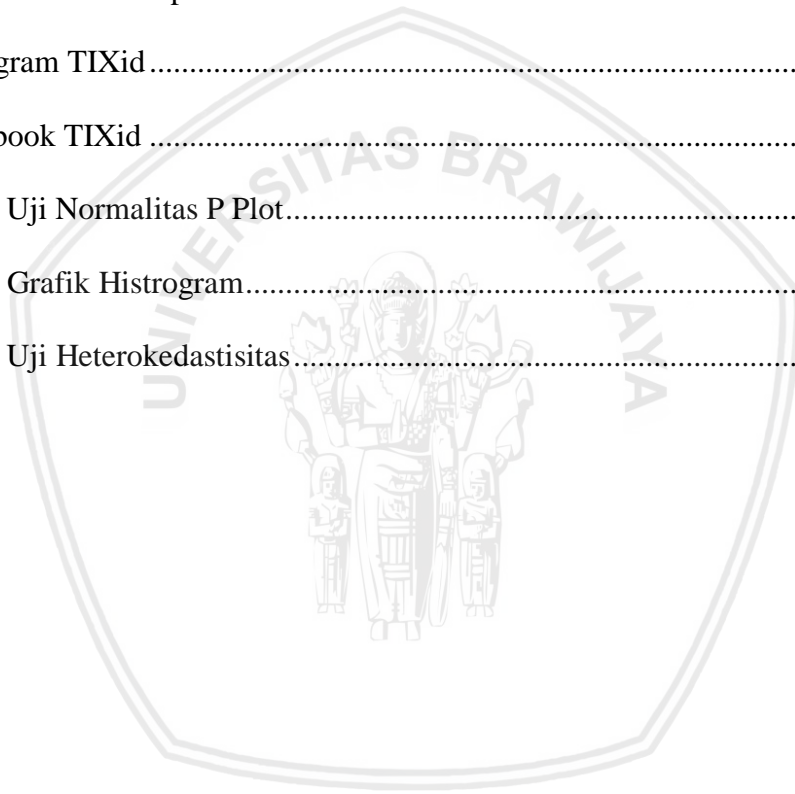 gram TIXid
book TIXid
Uji Normalitas P Plot
Grafik Histrogram
Uji Heterokedastisitas
UNIVERSITAS BRAWIJAYA